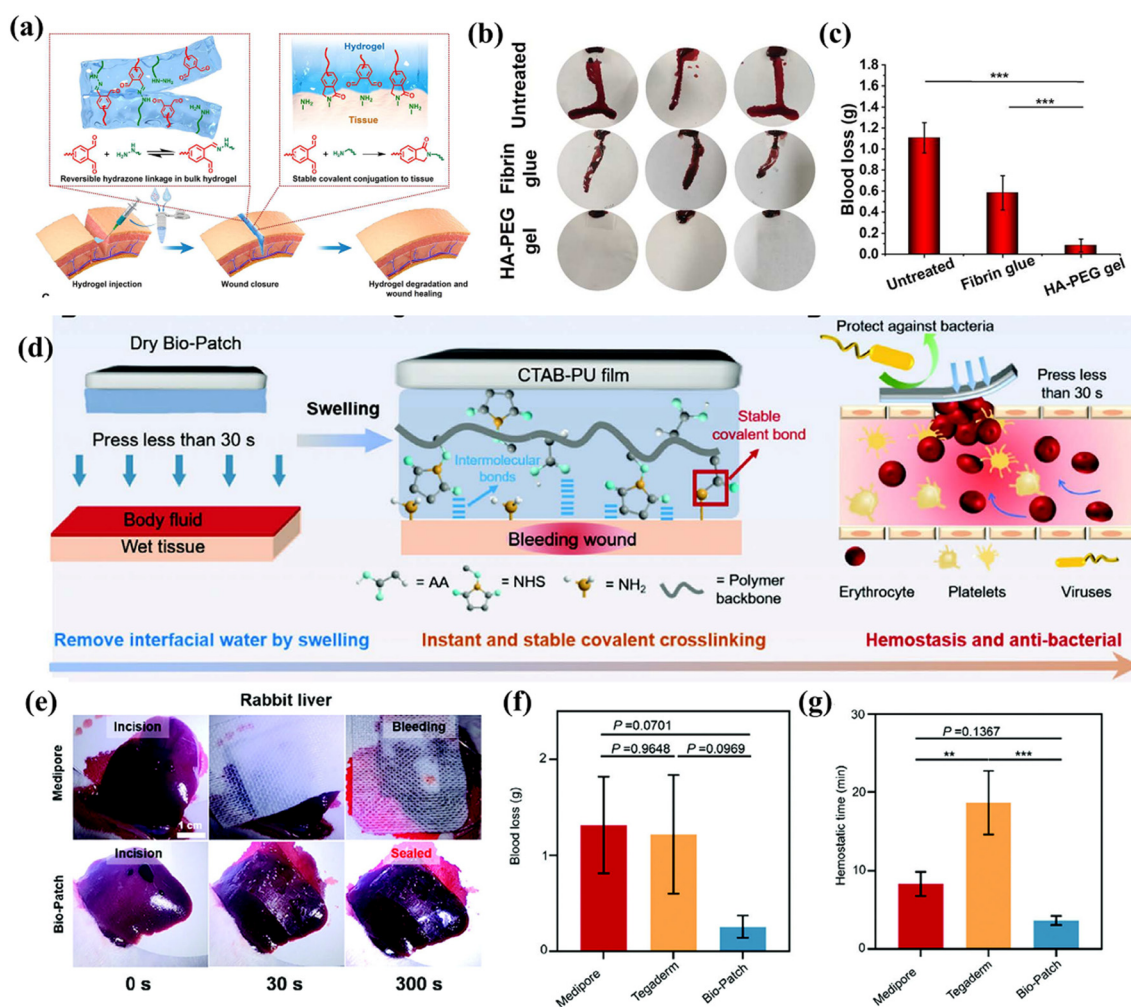 (a)
Hydrogel
NH₂
NH₂
NH₂
Tissue
Reversible hydrazone linkage in bulk hydrogel
Stable covalent conjugation to tissue
Hydrogel injection
Wound closure
Hydrogel degradation and
wound healing
(b)
Untreated
Fibrin
glue
HA-PEG
gel
(c)
Blood loss (g)
1.8
1.6
1.4
1.2
1.0
0.8
0.6
0.4
0.2
0.0
***
***
Untreated
Fibrin glue
HA-PEG gel
(d)
Dry Bio-Patch
Press less than 30 s
Body fluid
Wet tissue
Swelling
CTAB-PU film
Stable
covalent bond
Intermolecular
bonds
Bleeding wound
= AA
= NHS
= NH₂
= Polymer
backbone
Protect against bacteria
Press less
than 30 s
Erythrocyte
Platelets
Viruses
Remove interfacial water by swelling
Instant and stable covalent crosslinking
Hemostasis and anti-bacterial
(e)
Rabbit liver
Medipore
Incision
1 cm
Bleeding
Bio-Patch
Incision
Sealed
0 s
30 s
300 s
(f)
Blood loss (g)
2
1
0
P =0.0701
P =0.9648
P =0.0969
Medipore
Tegaderm
Bio-Patch
(g)
Hemostatic time (min)
30
20
10
0
P =0.1367
**
***
Medipore
Tegaderm
Bio-Patch